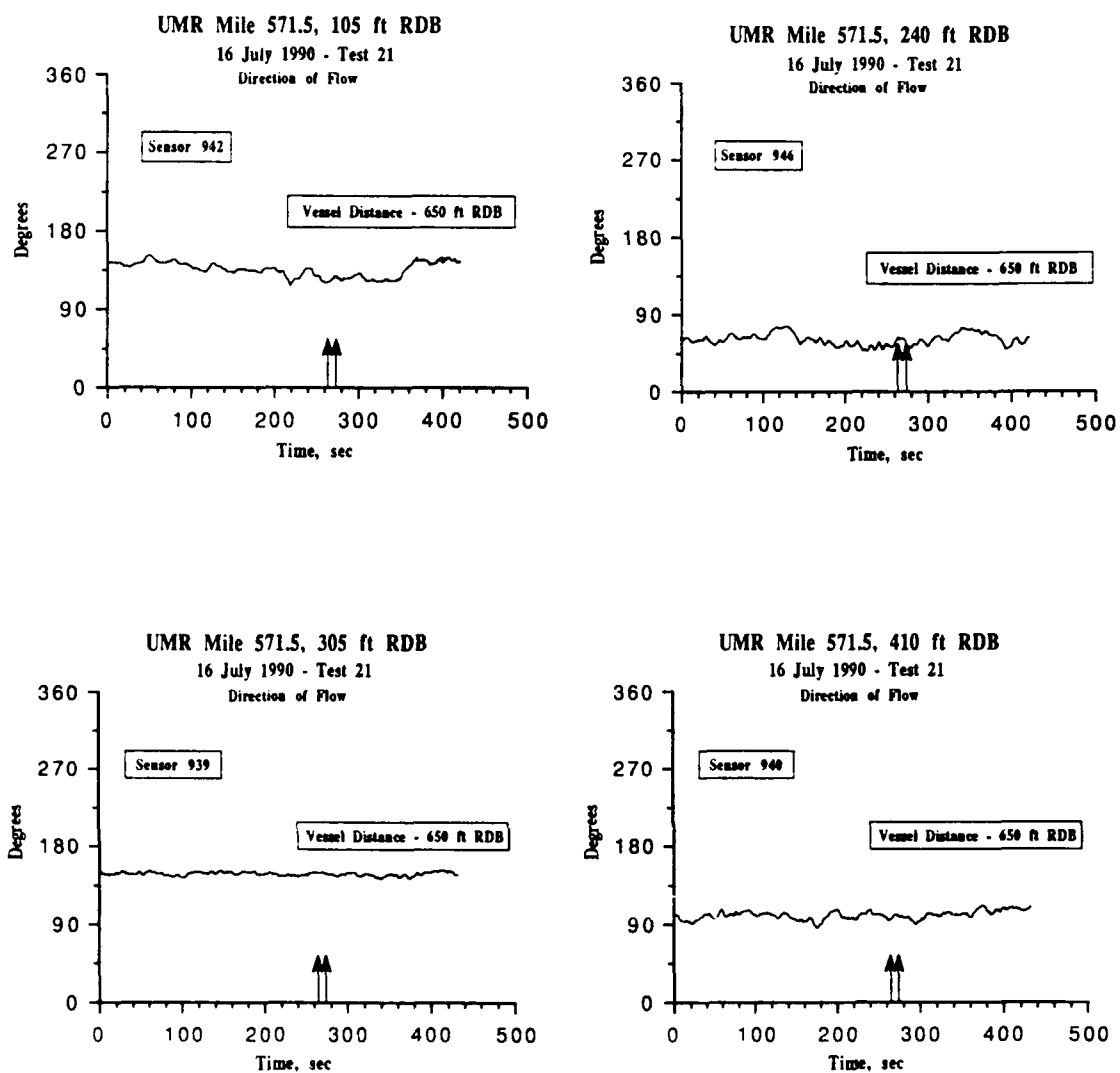 UMR Mile 571.5, 105 ft RDB
16 July 1990 - Test 21
Direction of Flow
360
270
180
90
0
Degrees
Sensor 942
Vessel Distance - 650 ft RDB
0 100 200 300 400 500
Time, sec
UMR Mile 571.5, 240 ft RDB
16 July 1990 - Test 21
Direction of Flow
360
270
180
90
0
Degrees
Sensor 946
Vessel Distance - 650 ft RDB
0 100 200 300 400 500
Time, sec
UMR Mile 571.5, 305 ft RDB
16 July 1990 - Test 21
Direction of Flow
360
270
180
90
0
Degrees
Sensor 939
Vessel Distance - 650 ft RDB
0 100 200 300 400 500
Time, sec
UMR Mile 571.5, 410 ft RDB
16 July 1990 - Test 21
Direction of Flow
360
270
180
90
0
Degrees
Sensor 940
Vessel Distance - 650 ft RDB
0 100 200 300 400 500
Time, sec